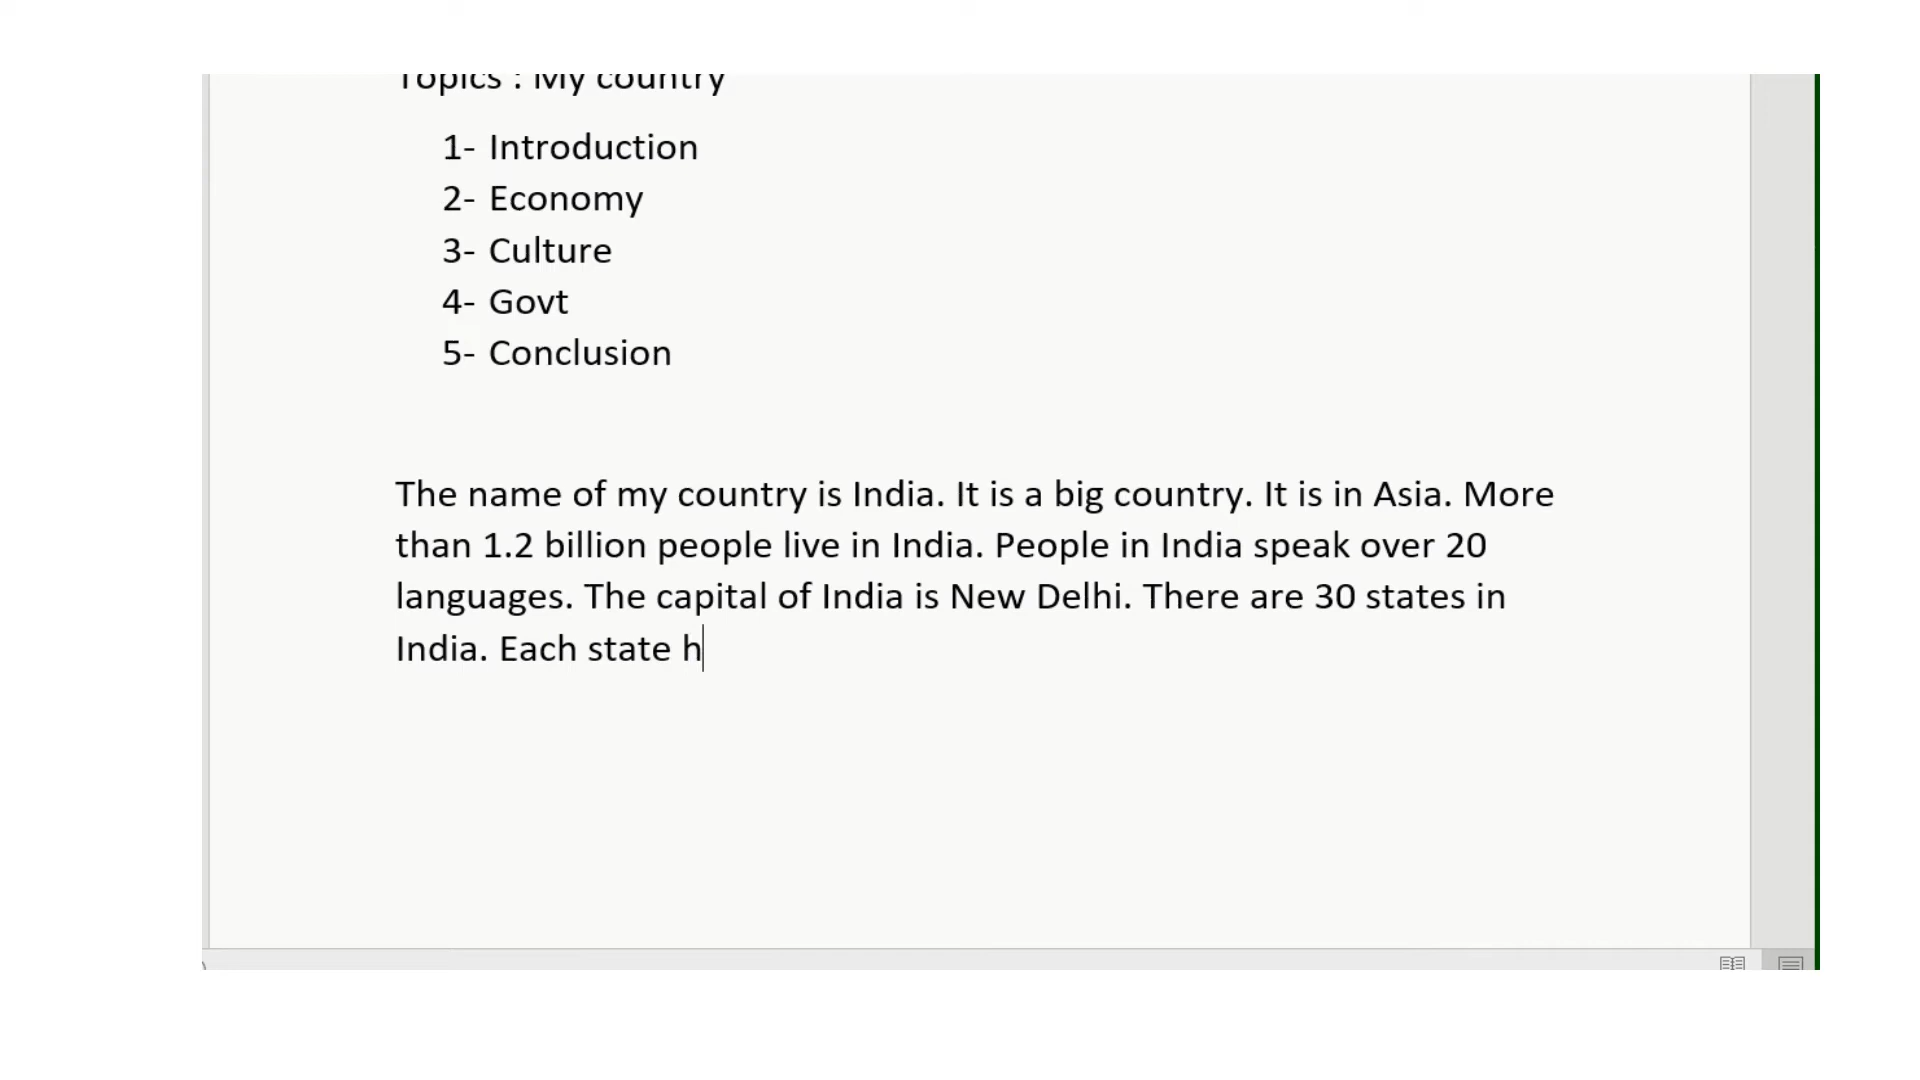 Topics : My country
1- Introduction
2- Economy
3- Culture
4- Govt
5- Conclusion
The name of my country is India. It is a big country. It is in Asia. More
than 1.2 billion people live in India. People in India speak over 20
languages. The capital of India is New Delhi. There are 30 states in
India. Each state h